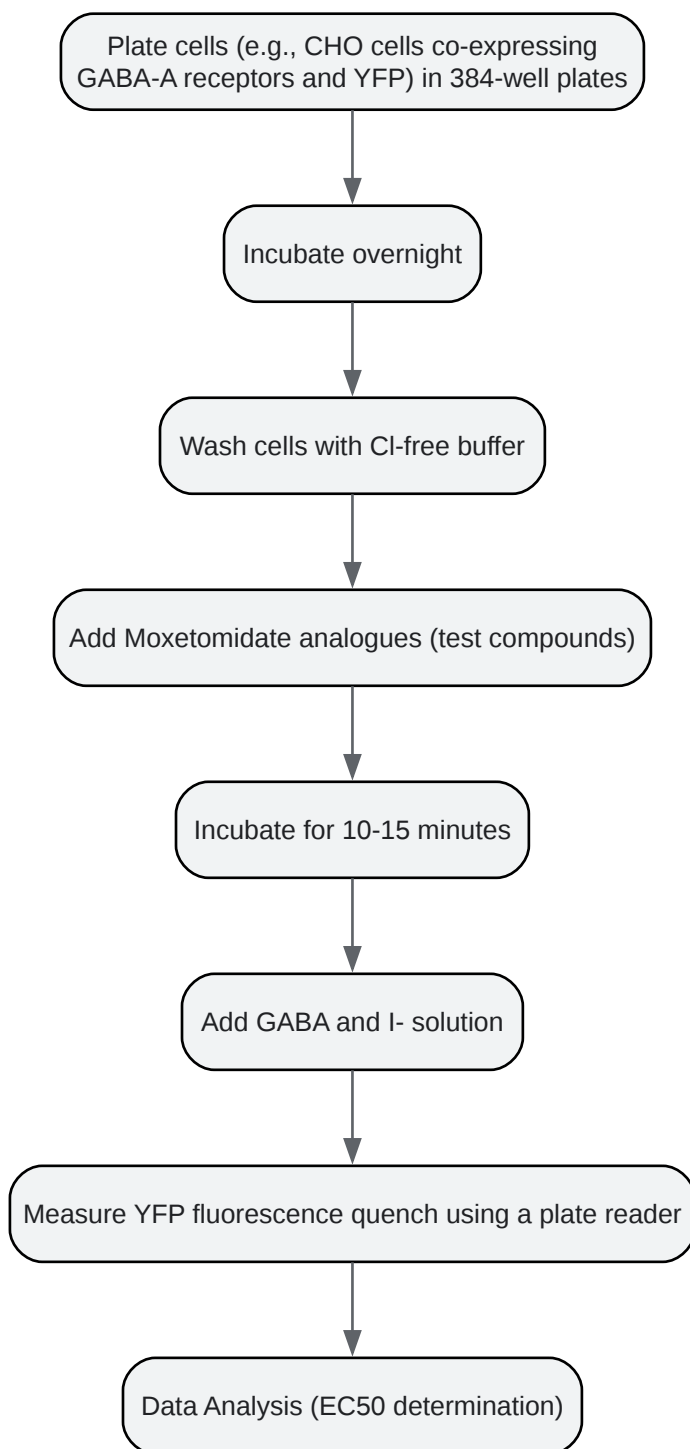 Plate cells (e.g., CHO cells co-expressing
GABA-A receptors and YFP) in 384-well plates
Incubate overnight
Wash cells with Cl-free buffer
Add Moxetomidate analogues (test compounds)
Incubate for 10-15 minutes
Add GABA and I- solution
Measure YFP fluorescence quench using a plate reader
Data Analysis (EC50 determination)